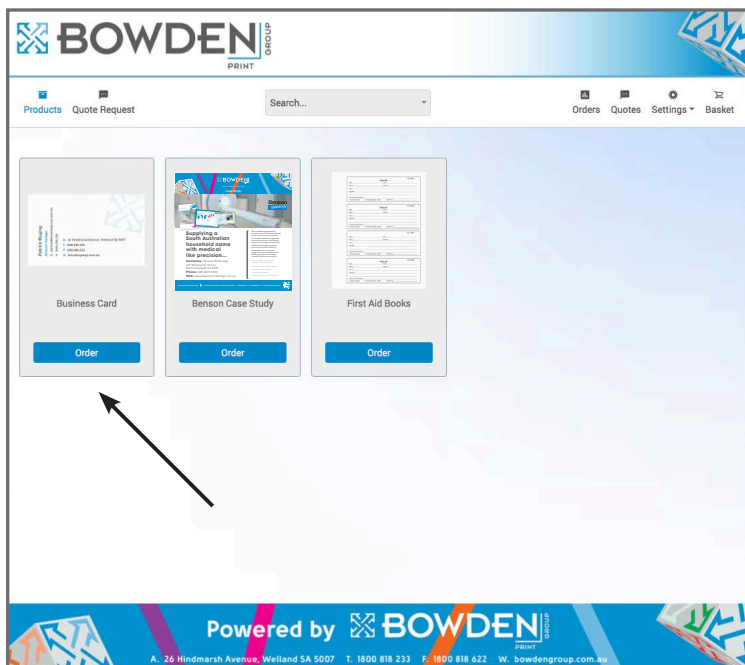 BOWDEN GROUP
PRINT
Products Quote Request Search... Orders Quotes Settings Basket
BOWDEN
Benson
Supplying a
South Australian
household name
with medical
like precision...
Business Card Benson Case Study First Aid Books
Order Order Order
Powered by BOWDEN GROUP
PRINT
A. 26 Hindmarsh Avenue, Welland SA 5007 T. 1800 818 233 F. 1800 818 622 W. bowdengroup.com.au